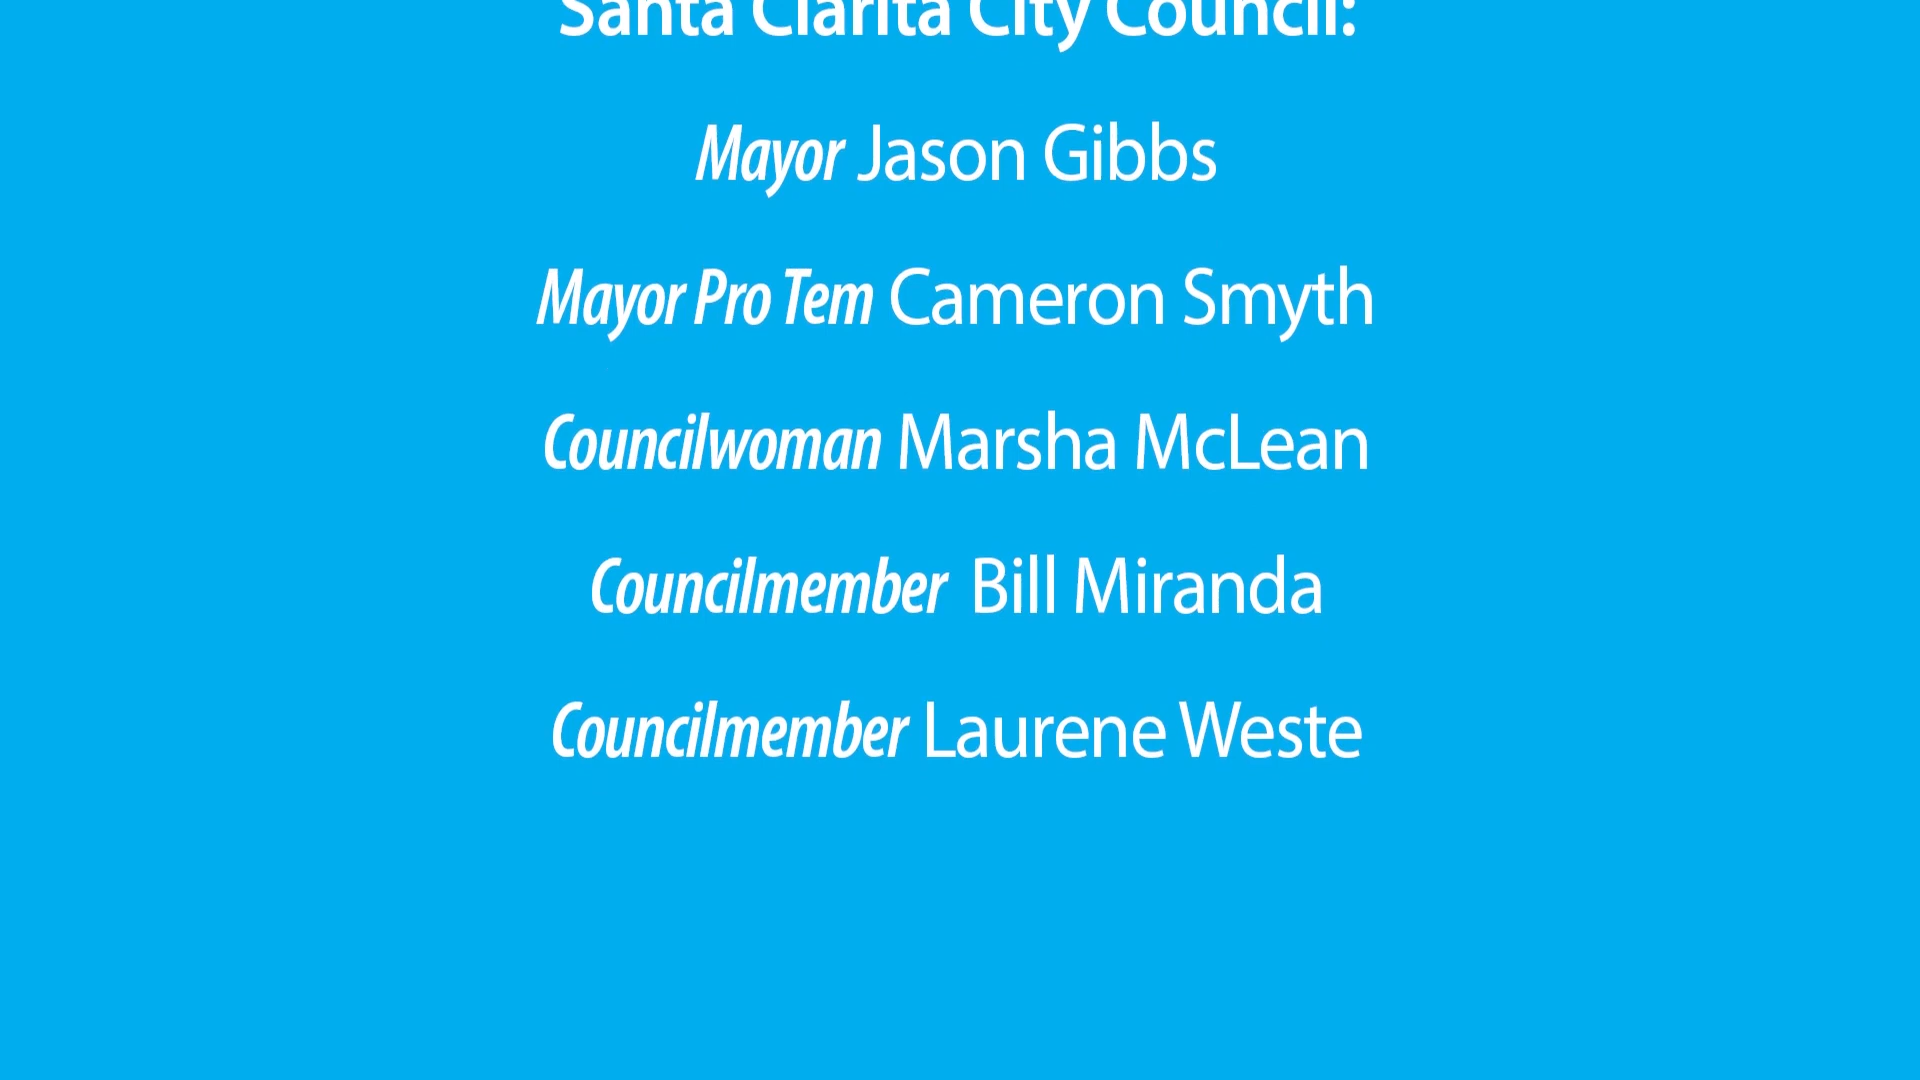 Santa Clarita City Council:
Mayor Jason Gibbs
Mayor Pro Tem Cameron Smyth
Councilwoman Marsha McLean
Councilmember Bill Miranda
Councilmember Laurene Weste